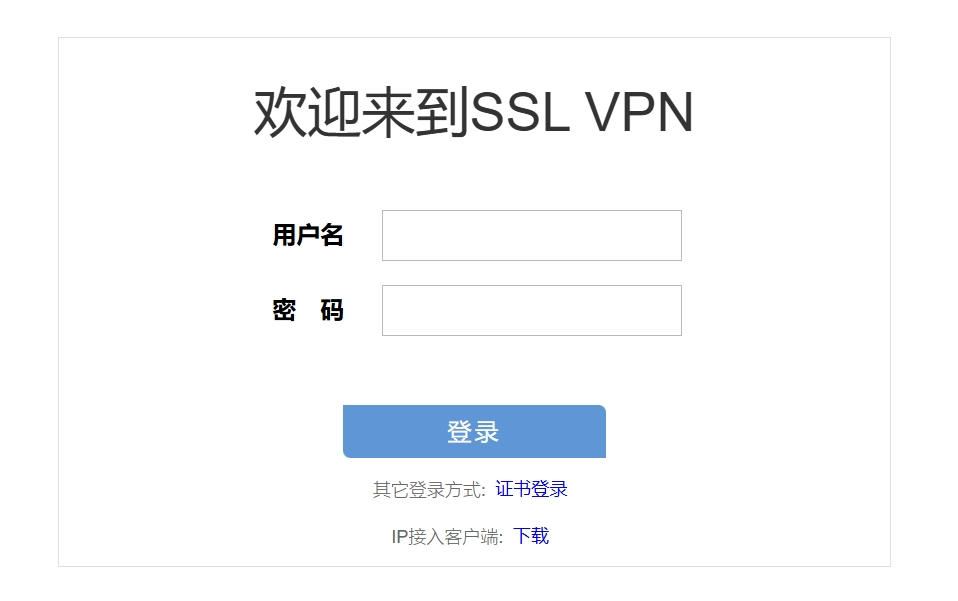 欢迎来到SSL VPN
用户名
密 码
登录
其它登录方式: 证书登录
IP接入客户端: 下载